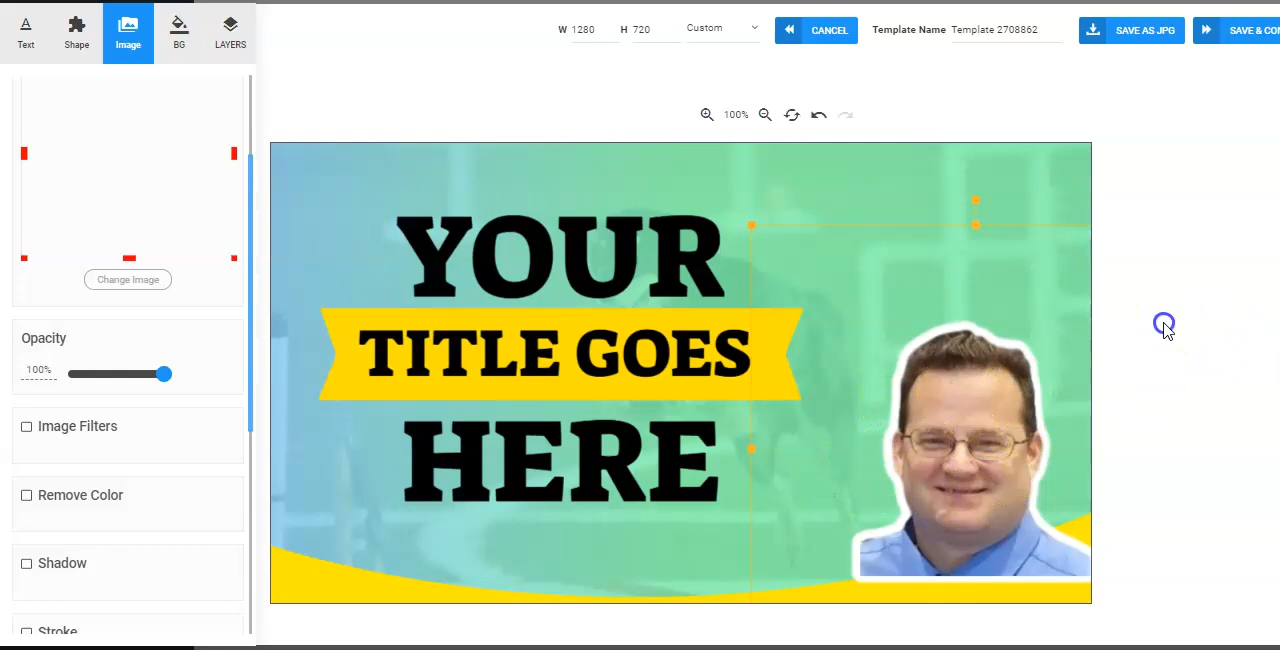 Text
Shape
Image
BG
LAYERS
W 1280 H 720 Custom
CANCEL
Template Name Template 2708862
SAVE AS JPG
SAVE & CON
100%
Change Image
Opacity
100%
Image Filters
Remove Color
Shadow
Stroke
YOUR
TITLE GOES
HERE